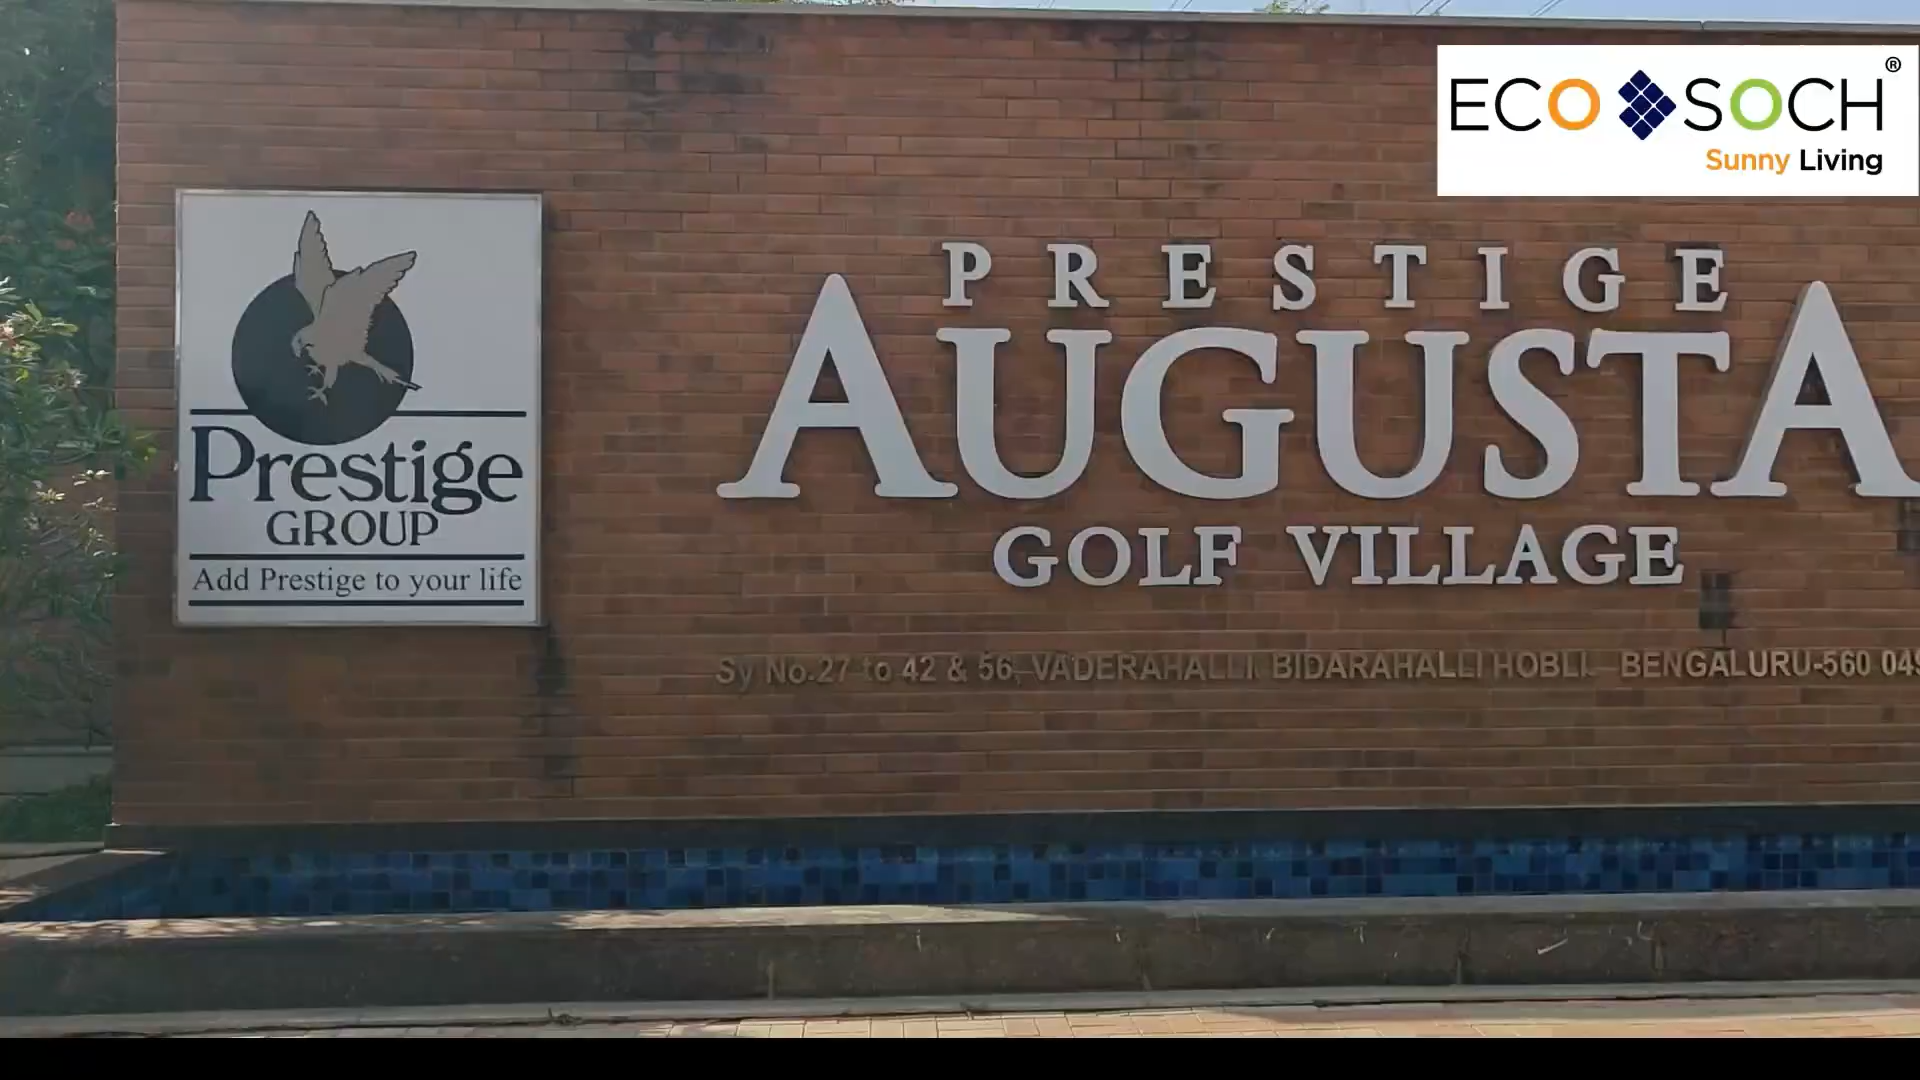 ECO SOCH®
Sunny Living
Prestige
GROUP
Add Prestige to your life
PRESTIGE
AUGUSTA
GOLF VILLAGE
Sy No.27 to 42 & 56, VADERAHALLI. BIDARAHALLI HOBLI. BENGALURU-560 049